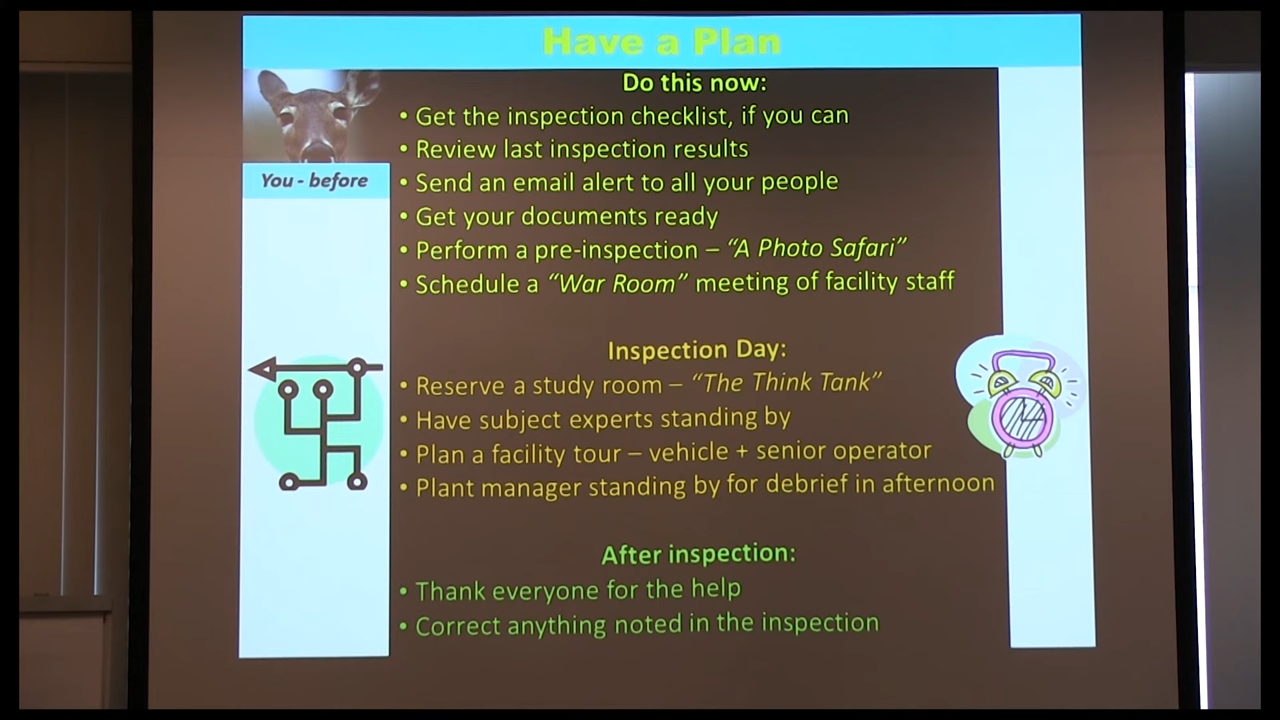 Have a Plan
Do this now:
• Get the inspection checklist, if you can
• Review last inspection results
You - before
• Send an email alert to all your people
• Get your documents ready
• Perform a pre-inspection – “A Photo Safari”
• Schedule a “War Room” meeting of facility staff
Inspection Day:
• Reserve a study room – “The Think Tank”
• Have subject experts standing by
• Plan a facility tour – vehicle + senior operator
• Plant manager standing by for debrief in afternoon
After inspection:
• Thank everyone for the help
• Correct anything noted in the inspection